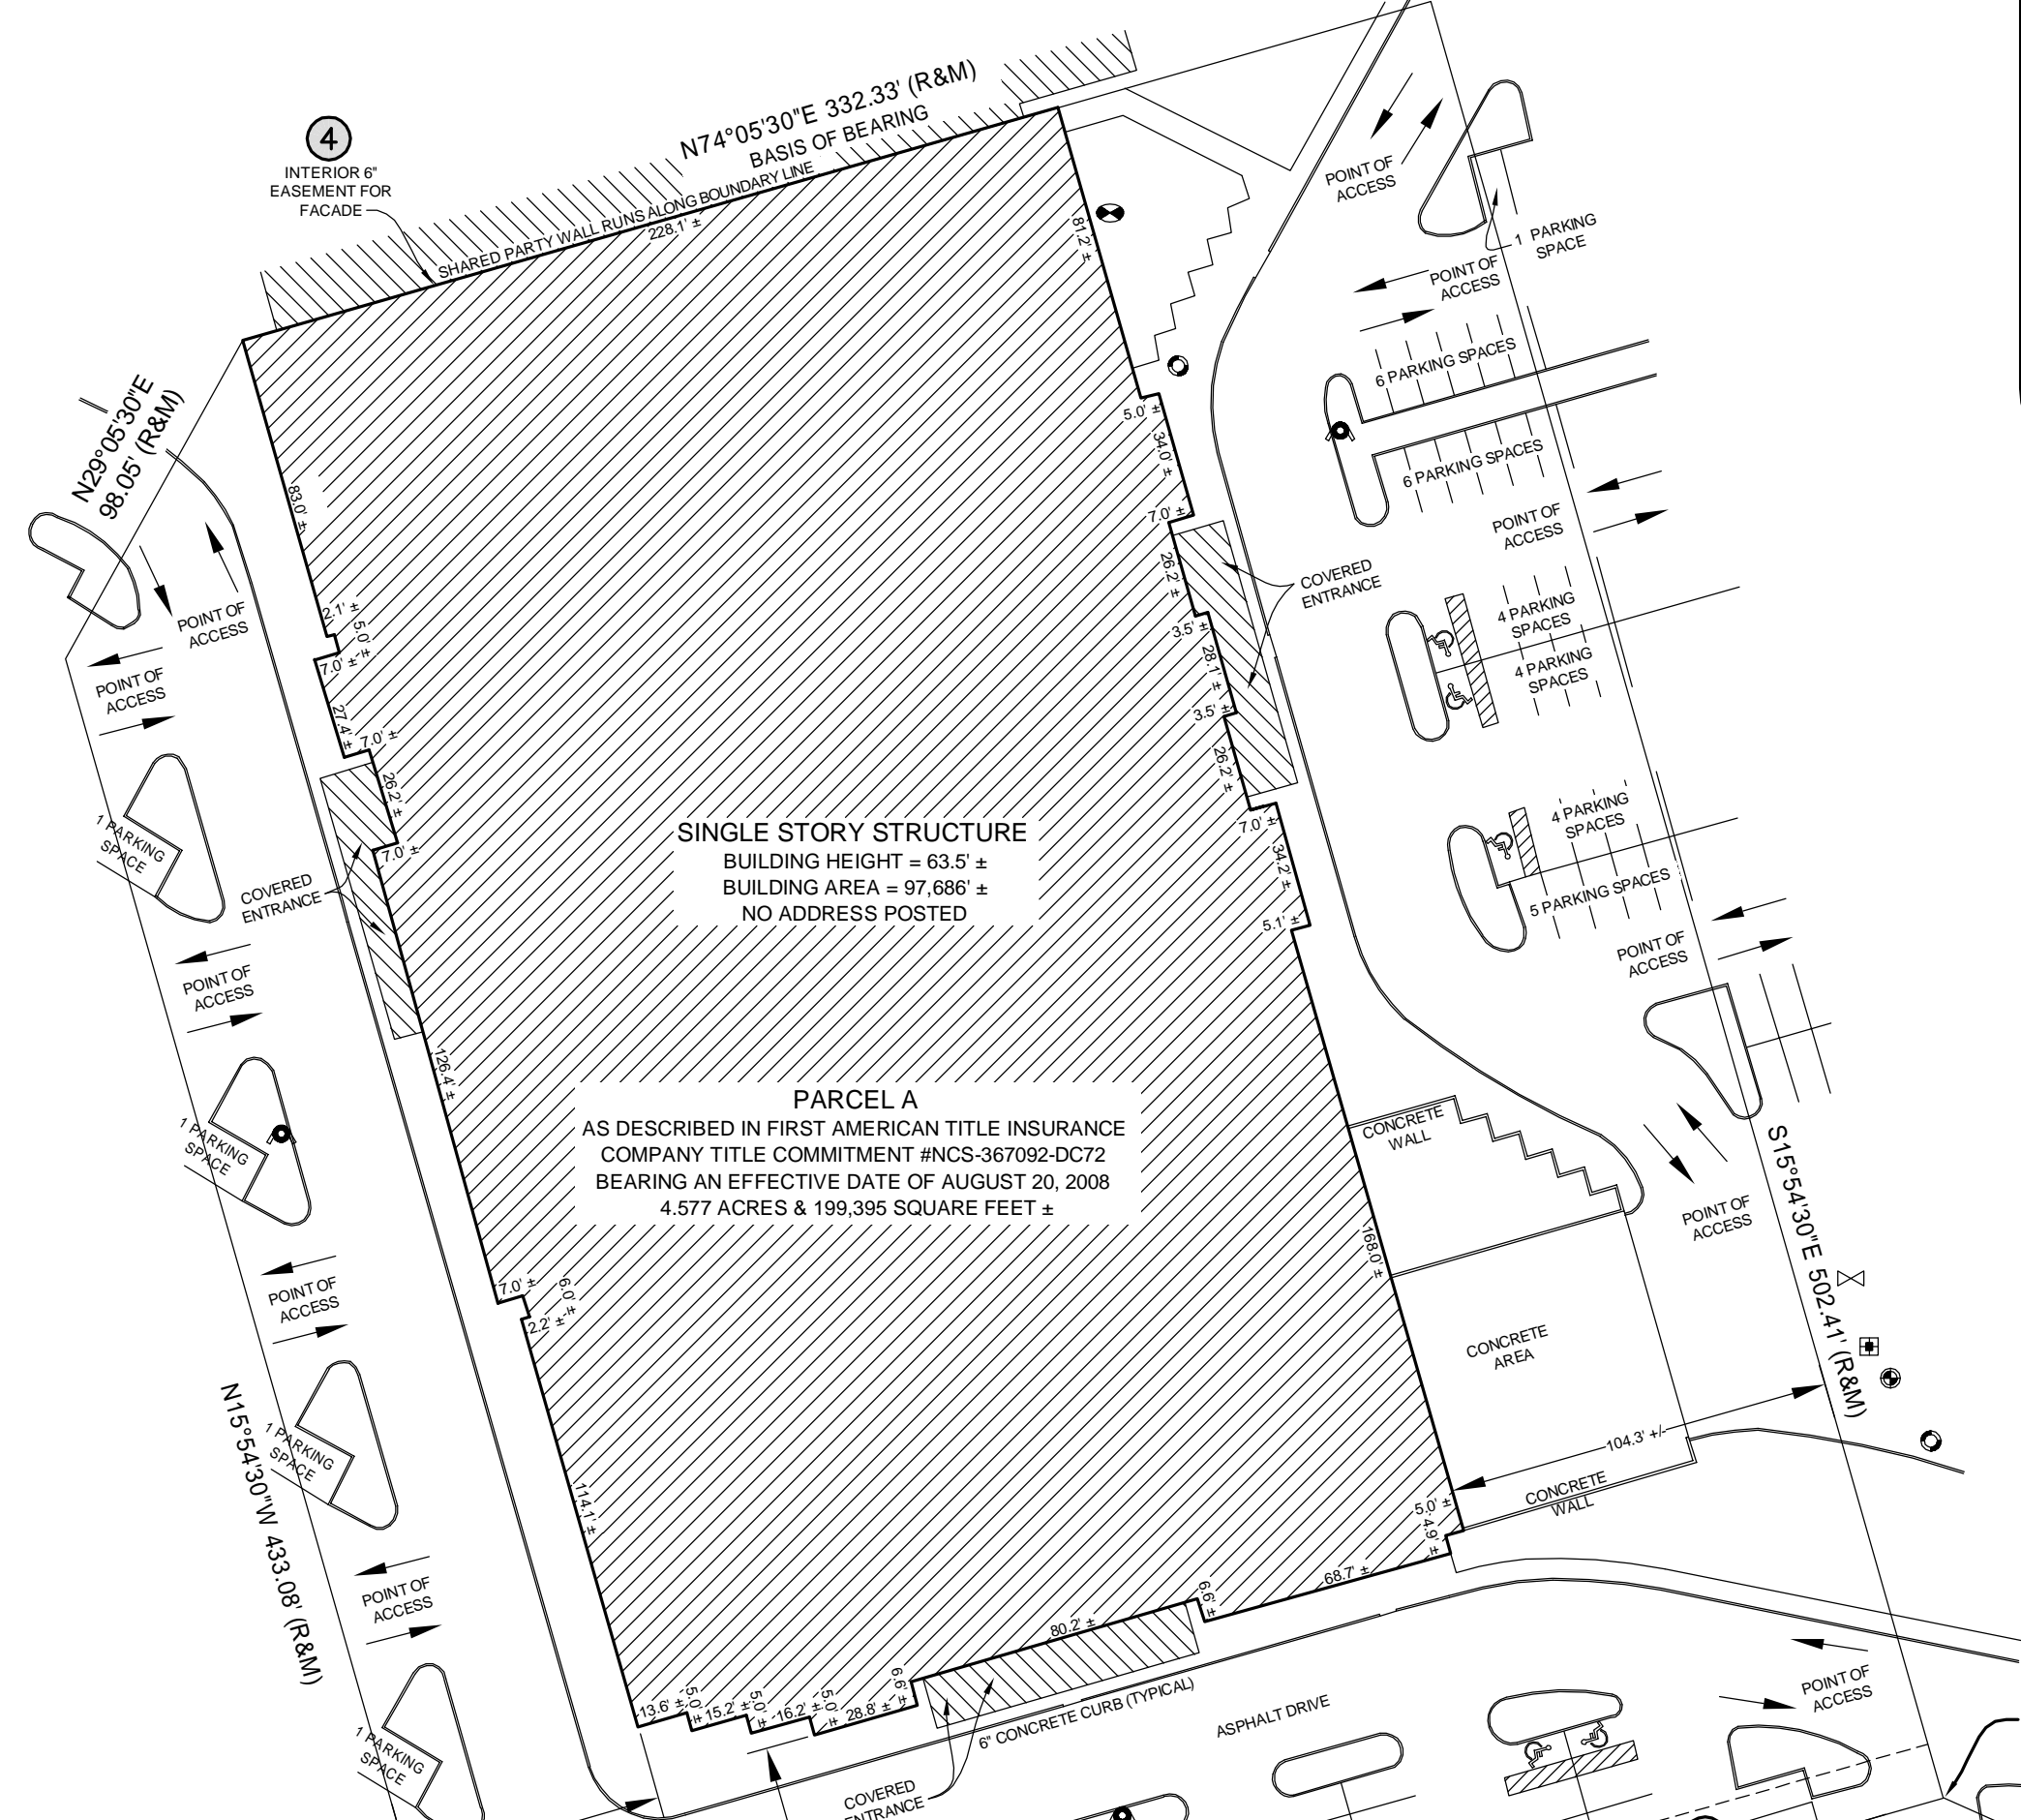 N74°05'30"E 332.33' (R&M)
BASIS OF BEARING
4
INTERIOR 6"
EASEMENT FOR
FACADE
SHARED PARTY WALL RUNS ALONG BOUNDARY LINE
228.1' ±
81.2' ±
POINT OF
ACCESS
1 PARKING
SPACE
POINT OF
ACCESS
6 PARKING SPACES
N29°05'30"E
98.05' (R&M)
5.0' ±
34.0' ±
6 PARKING SPACES
83.0' ±
7.0' ±
POINT OF
ACCESS
26.2' ±
COVERED
ENTRANCE
POINT OF
ACCESS
2.1' ±
5.0' ±
7.0' ±
3.5' ±
28.1' ±
4 PARKING
SPACES
4 PARKING
SPACES
POINT OF
ACCESS
27.4' ±
7.0' ±
3.5' ±
26.2' ±
26.2' ±
7.0' ±
7.0' ±
34.2' ±
4 PARKING
SPACES
1 PARKING
SPACE
SINGLE STORY STRUCTURE
BUILDING HEIGHT = 63.5' ±
BUILDING AREA = 97,686' ±
NO ADDRESS POSTED
COVERED
ENTRANCE
5.1' ±
5 PARKING SPACES
POINT OF
ACCESS
POINT OF
ACCESS
126.4' ±
PARCEL A
AS DESCRIBED IN FIRST AMERICAN TITLE INSURANCE
COMPANY TITLE COMMITMENT #NCS-367092-DC72
BEARING AN EFFECTIVE DATE OF AUGUST 20, 2008
4.577 ACRES & 199,395 SQUARE FEET ±
CONCRETE
WALL
1 PARKING
SPACE
S15°54'30"E 502.41' (R&M)
POINT OF
ACCESS
168.0' ±
POINT OF
ACCESS
7.0' ±
6.0' ±
2.2' ±
CONCRETE
AREA
N15°54'30"W 433.08' (R&M)
1 PARKING
SPACE
104.3' +/-
CONCRETE
WALL
114.1' ±
5.0' ±
4.9' ±
POINT OF
ACCESS
68.7' ±
6.6' ±
80.2' ±
6.6' ±
13.6' ±
5.0' ±
15.2' ±
5.0' ±
16.2' ±
5.0' ±
28.8' ±
6" CONCRETE CURB (TYPICAL)
ASPHALT DRIVE
POINT OF
ACCESS
1 PARKING
SPACE
COVERED
ENTRANCE